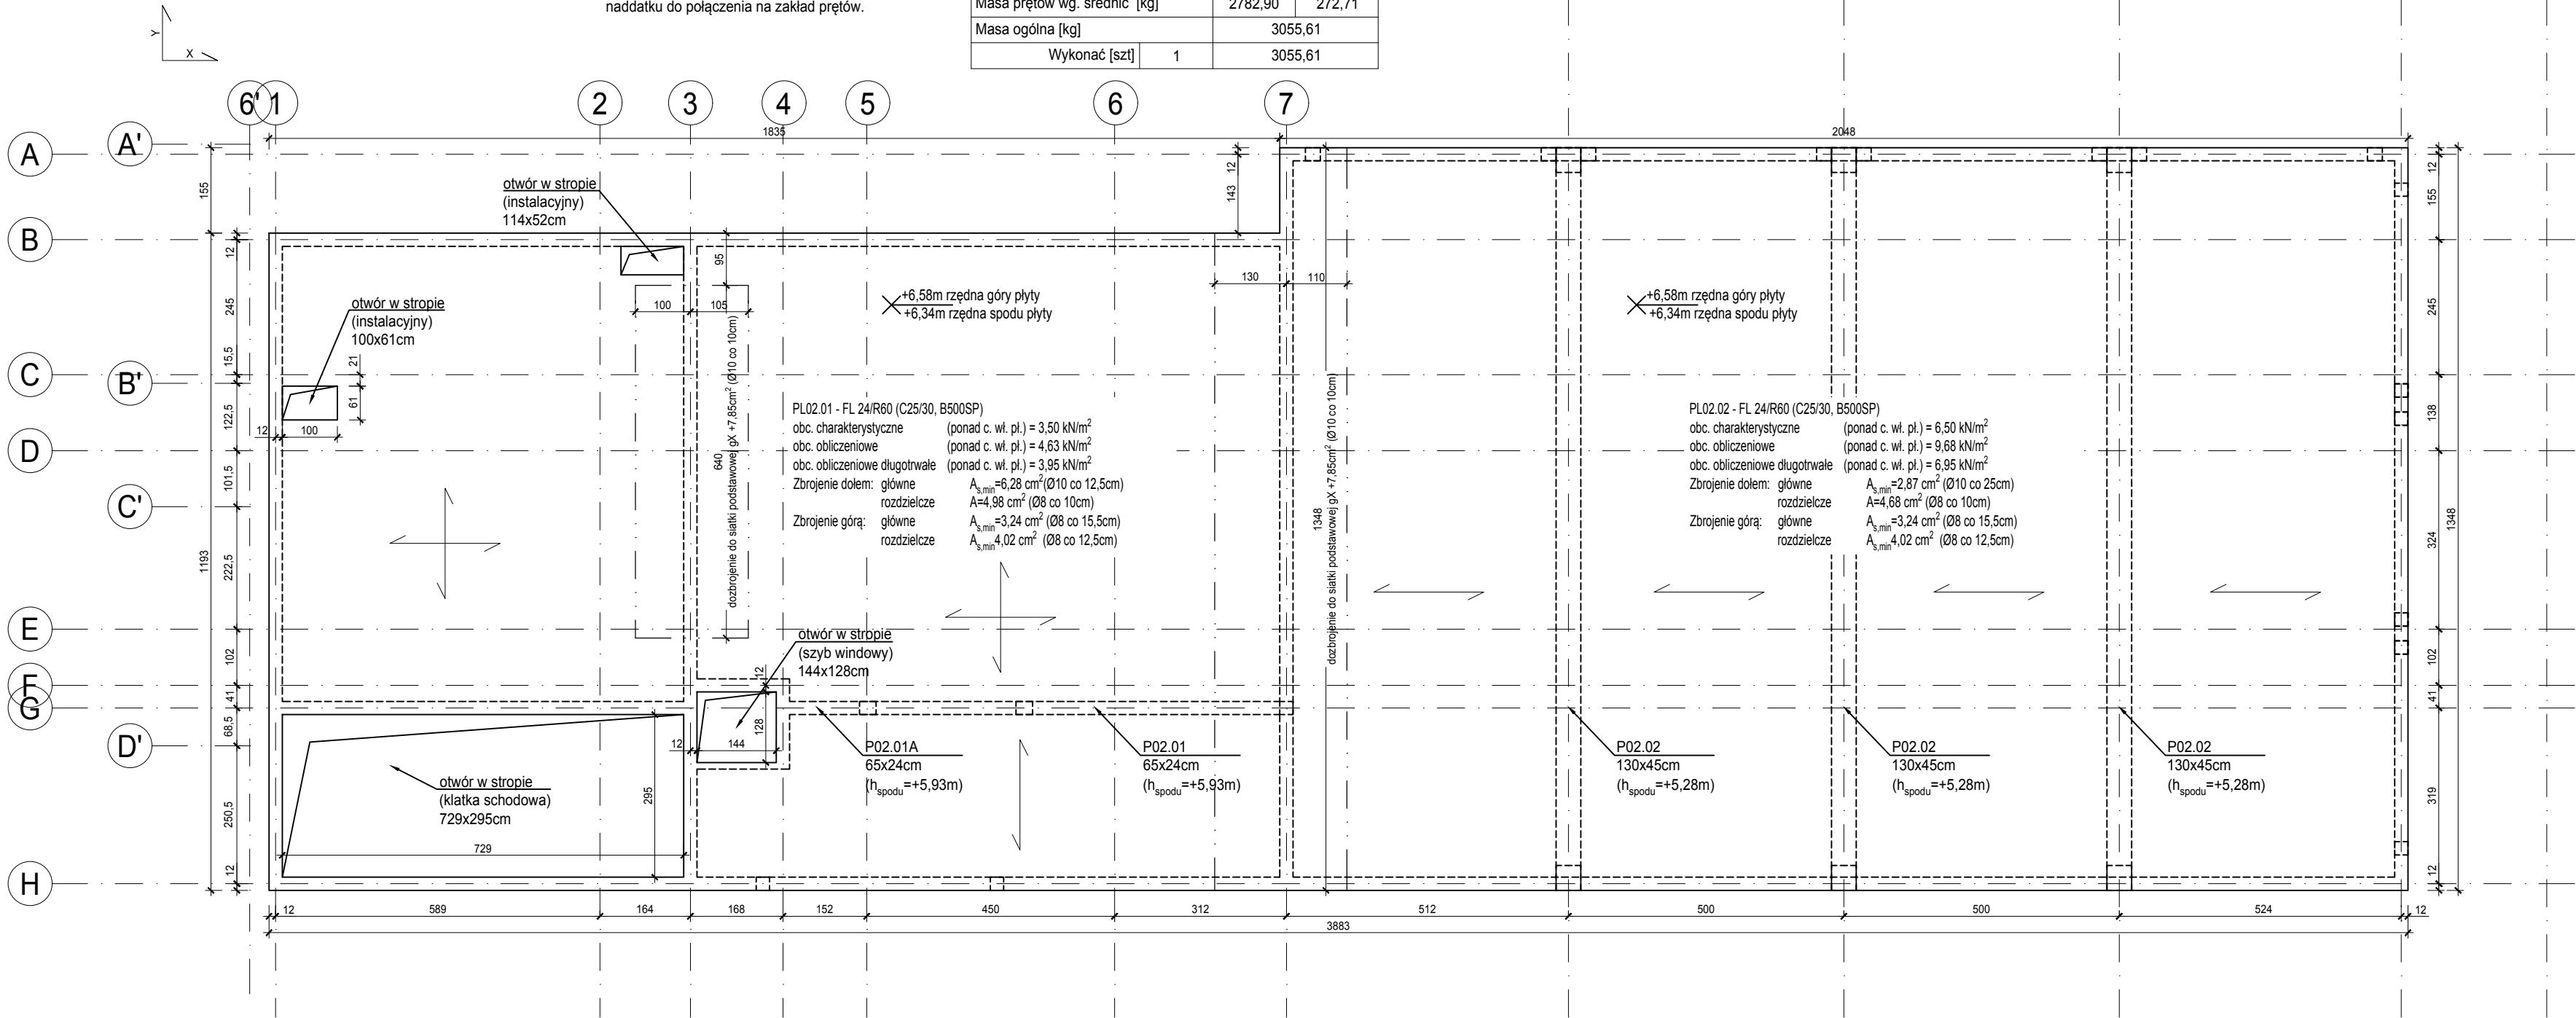 naddatku do połączenia na zakład prętów.
Masa prętów wg. średnic [kg] 2782,90 272,71
Masa ogólna [kg] 3055,61
Wykonać [szt] 1 3055,61
Y
X
6' 1 2 3 4 5 6 7
A
A'
B
C
B'
D
C'
E
F
G
D'
H
1835
2048
155
1193
12
245
15,5
122,5
101,5
222,5
102
41
68,5
250,5
12
otwór w stropie
(instalacyjny)
114x52cm
otwór w stropie
(instalacyjny)
100x61cm
21
61
12 100
95
100 105
640
dozbrojenie do siatki podstawowej gX +7,85cm² (Ø10 co 10cm)
12
143
130 110
+6,58m rzędna góry płyty
+6,34m rzędna spodu płyty
PL02.01 - FL 24/R60 (C25/30, B500SP)
obc. charakterystyczne (ponad c. wł. pł.) = 3,50 kN/m²
obc. obliczeniowe (ponad c. wł. pł.) = 4,63 kN/m²
obc. obliczeniowe długotrwałe (ponad c. wł. pł.) = 3,95 kN/m²
Zbrojenie dołem: główne As,min=6,28 cm²(Ø10 co 12,5cm)
rozdzielcze A=4,98 cm² (Ø8 co 10cm)
Zbrojenie górą: główne As,min=3,24 cm² (Ø8 co 15,5cm)
rozdzielcze As,min4,02 cm² (Ø8 co 12,5cm)
1348
dozbrojenie do siatki podstawowej gX +7,85cm² (Ø10 co 10cm)
+6,58m rzędna góry płyty
+6,34m rzędna spodu płyty
PL02.02 - FL 24/R60 (C25/30, B500SP)
obc. charakterystyczne (ponad c. wł. pł.) = 6,50 kN/m²
obc. obliczeniowe (ponad c. wł. pł.) = 9,68 kN/m²
obc. obliczeniowe długotrwałe (ponad c. wł. pł.) = 6,95 kN/m²
Zbrojenie dołem: główne As,min=2,87 cm² (Ø10 co 25cm)
rozdzielcze A=4,68 cm² (Ø8 co 10cm)
Zbrojenie górą: główne As,min=3,24 cm² (Ø8 co 15,5cm)
rozdzielcze As,min4,02 cm² (Ø8 co 12,5cm)
12
155
245
138
324
102
41
319
12
1348
otwór w stropie
(szyb windowy)
144x128cm
12
128
12 144
otwór w stropie
(klatka schodowa)
729x295cm
295
729
P02.01A
65x24cm
(hspodu=+5,93m)
P02.01
65x24cm
(hspodu=+5,93m)
P02.02
130x45cm
(hspodu=+5,28m)
P02.02
130x45cm
(hspodu=+5,28m)
P02.02
130x45cm
(hspodu=+5,28m)
12 589 164 168 152 450 312 512 500 500 524 12
3883